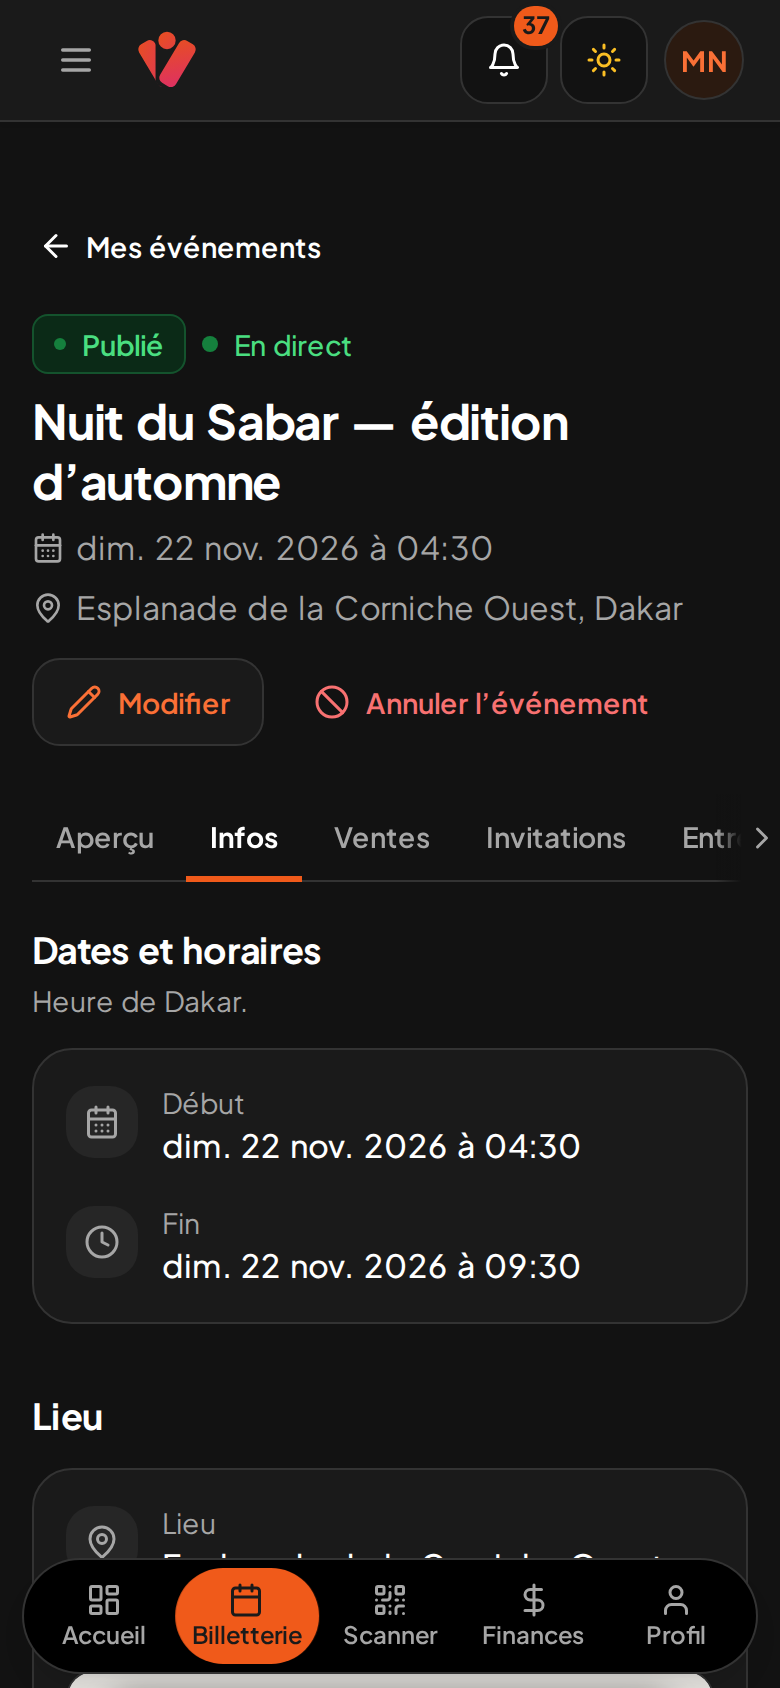 37
MN
Mes événements
Publié
En direct
Nuit du Sabar — édition
d’automne
dim. 22 nov. 2026 à 04:30
Esplanade de la Corniche Ouest, Dakar
Modifier
Annuler l’événement
Aperçu Infos Ventes Invitations
Dates et horaires
Heure de Dakar.
Début
dim. 22 nov. 2026 à 04:30
Fin
dim. 22 nov. 2026 à 09:30
Lieu
Lieu
Accueil Billetterie Scanner Finances Profil